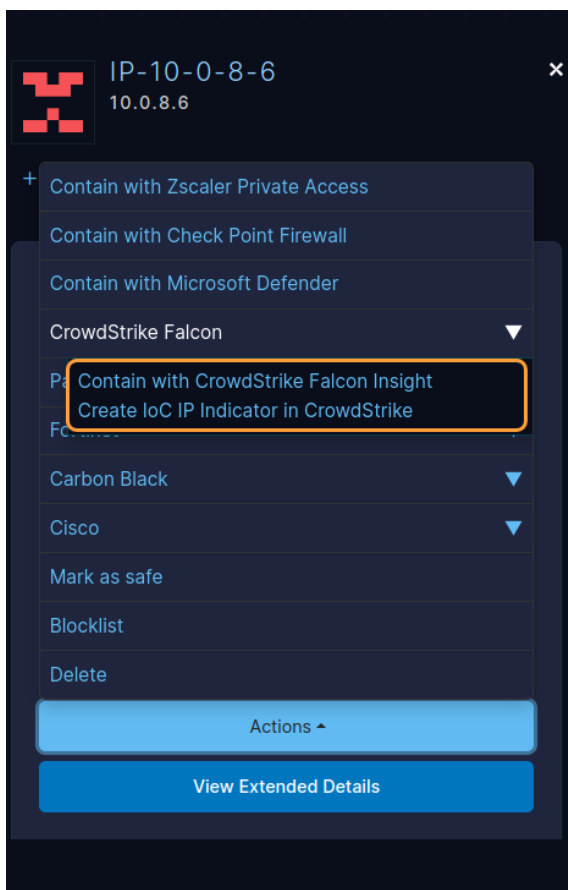 IP-10-0-8-6
10.0.8.6
Contain with Zscaler Private Access
Contain with Check Point Firewall
Contain with Microsoft Defender
CrowdStrike Falcon
Contain with CrowdStrike Falcon Insight
Create IoC IP Indicator in CrowdStrike
Carbon Black
Cisco
Mark as safe
Blocklist
Delete
Actions
View Extended Details